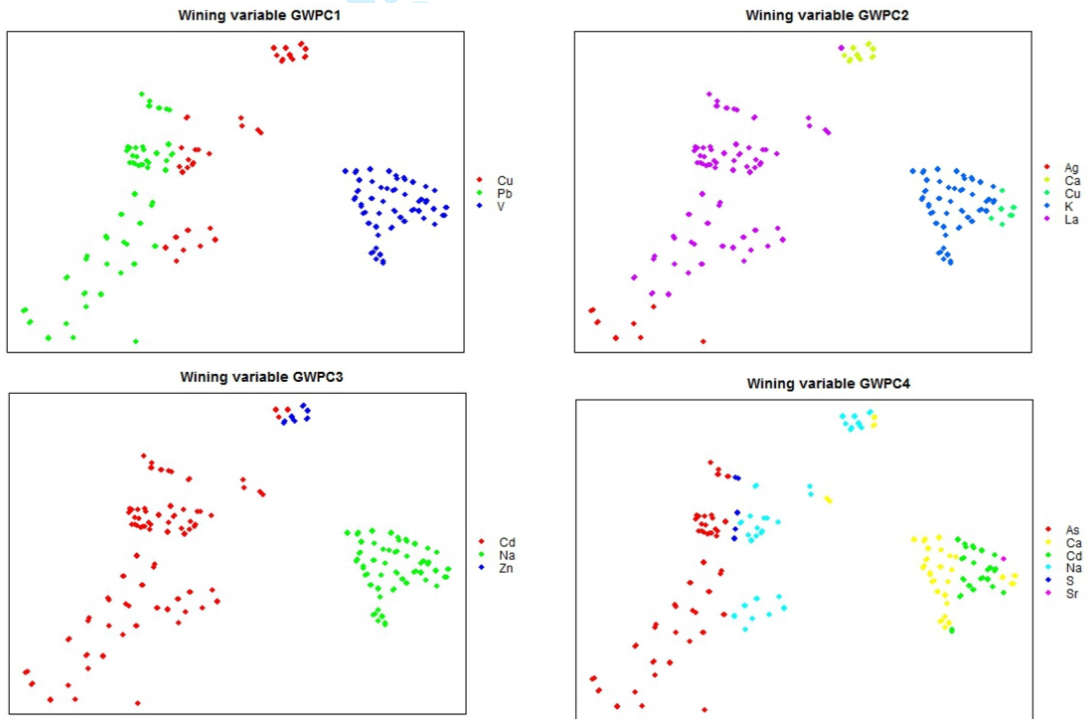 Wining variable GWPC1
Cu
Pb
V
Wining variable GWPC2
Ag
Ca
Cu
K
La
Wining variable GWPC3
Cd
Na
Zn
Wining variable GWPC4
As
Ca
Cd
Na
S
Sr